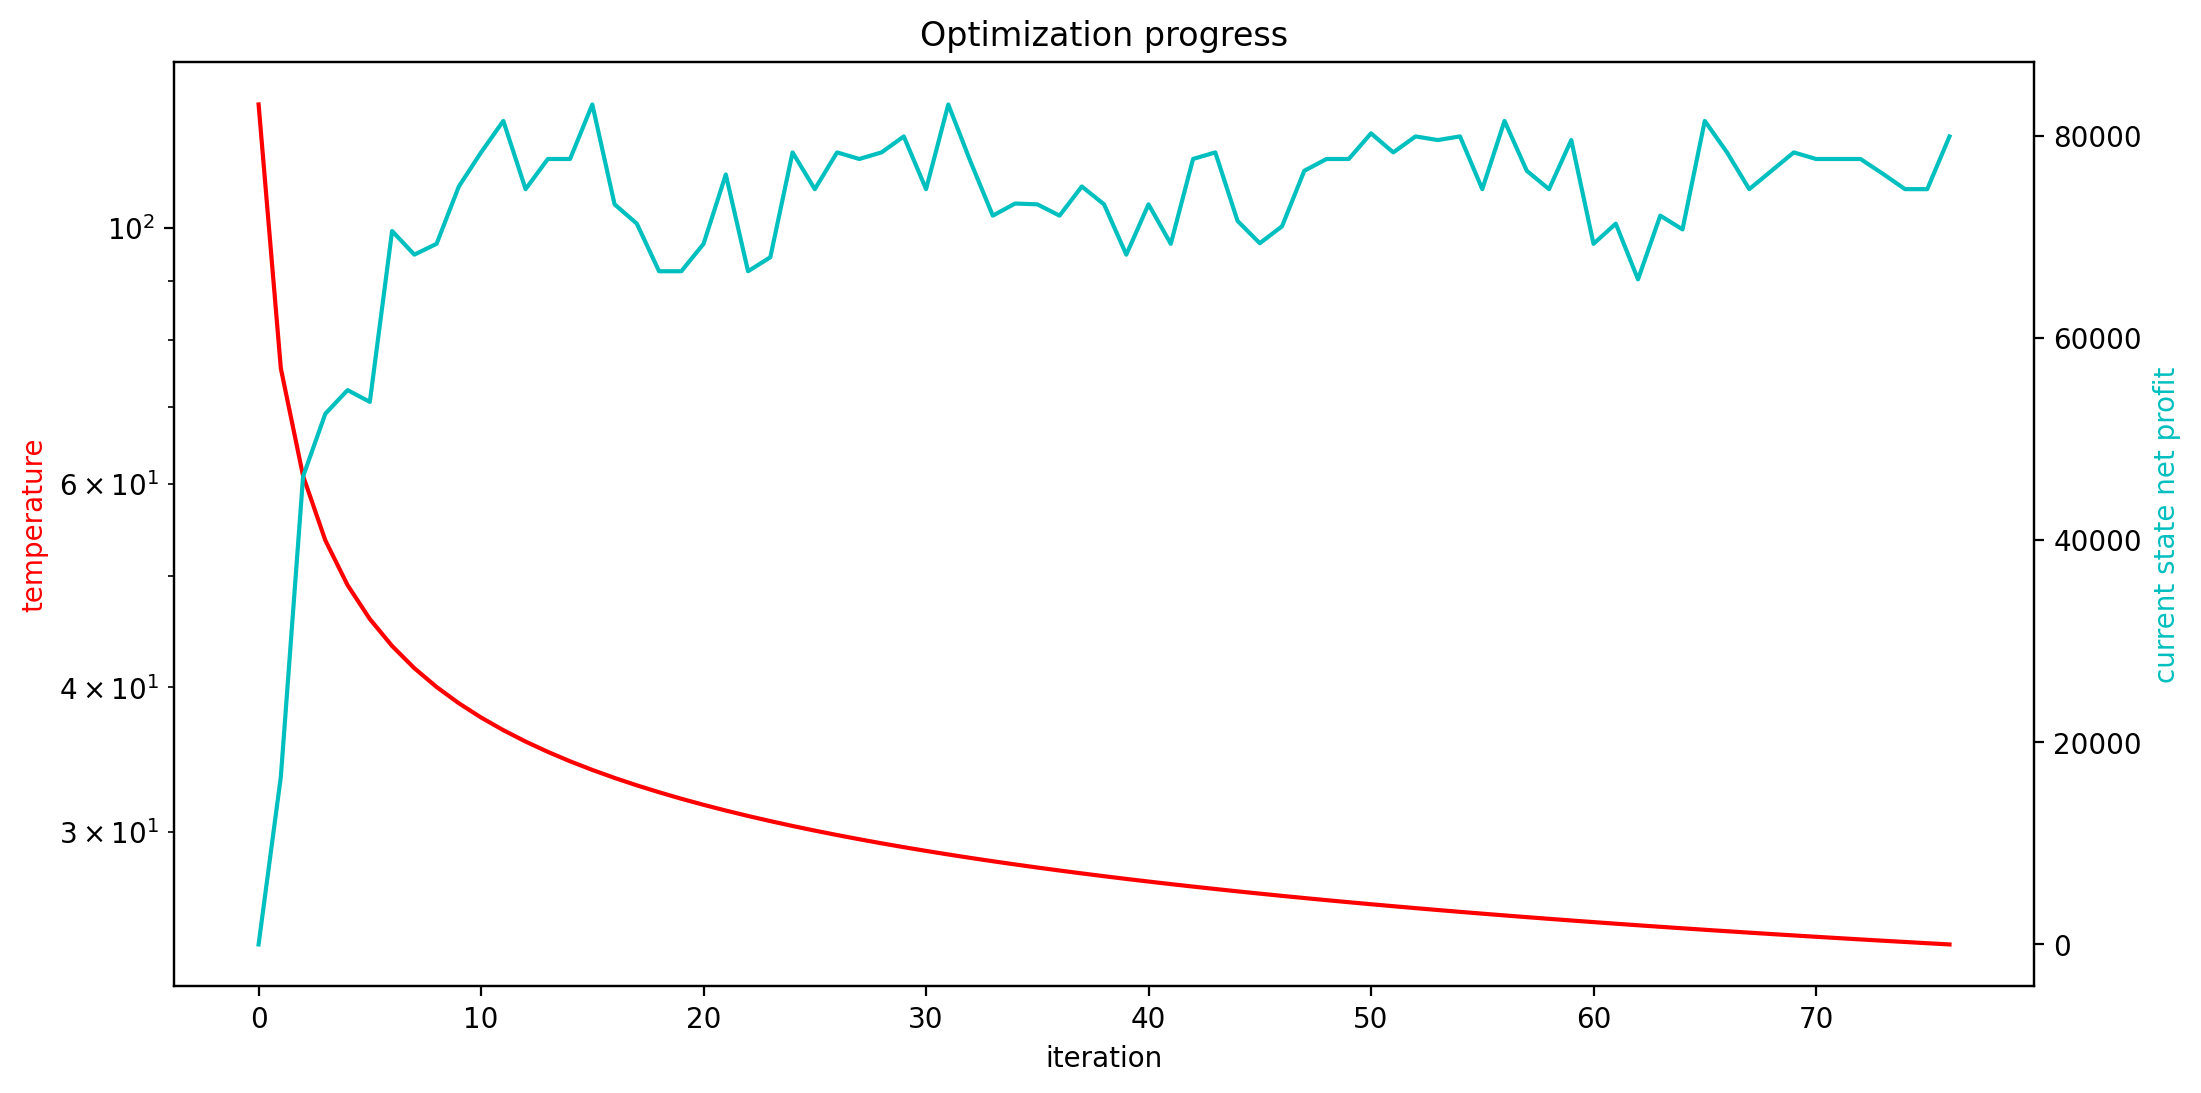 Optimization progress
temperature
10²
6 × 10¹
4 × 10¹
3 × 10¹
80000
60000
40000
20000
0
current state net profit
0 10 20 30 40 50 60 70
iteration